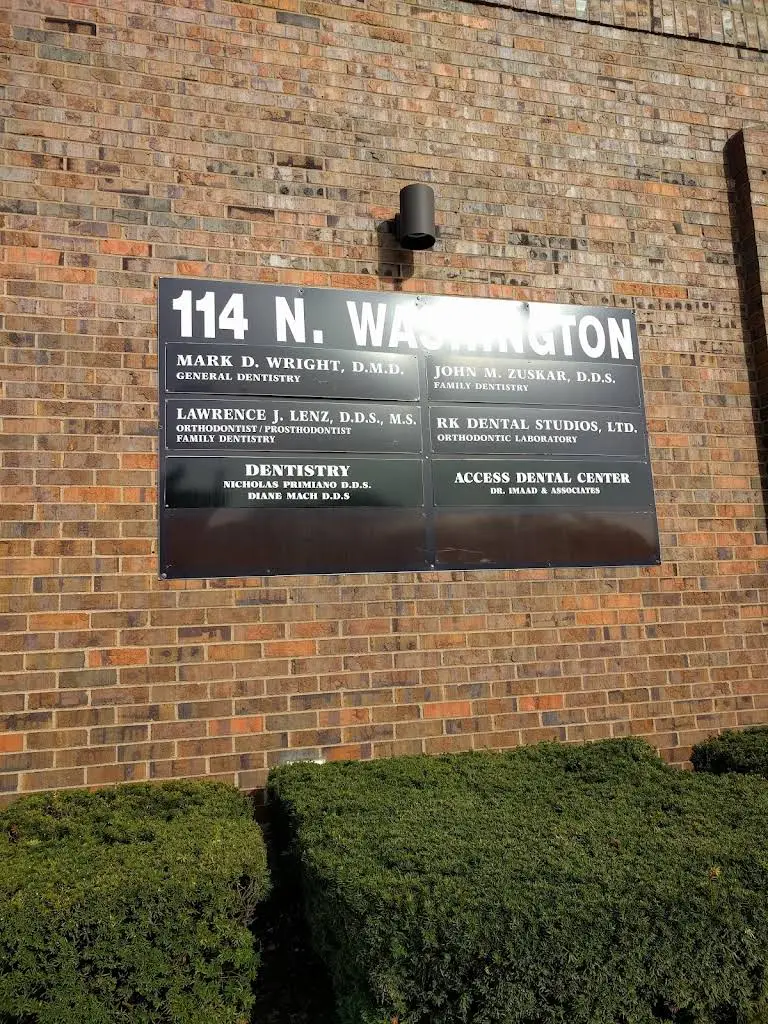 114 N. WASHINGTON
MARK D. WRIGHT, D.M.D.
GENERAL DENTISTRY
JOHN M. ZUSKAR, D.D.S.
FAMILY DENTISTRY
LAWRENCE J. LENZ, D.D.S., M.S.
ORTHODONTIST/PROSTHODONTIST
FAMILY DENTISTRY
RK DENTAL STUDIOS, LTD.
ORTHODONTIC LABORATORY
DENTISTRY
NICHOLAS PRIMIANO D.D.S.
DIANE MACH D.D.S
ACCESS DENTAL CENTER
DR. IMAAD & ASSOCIATES